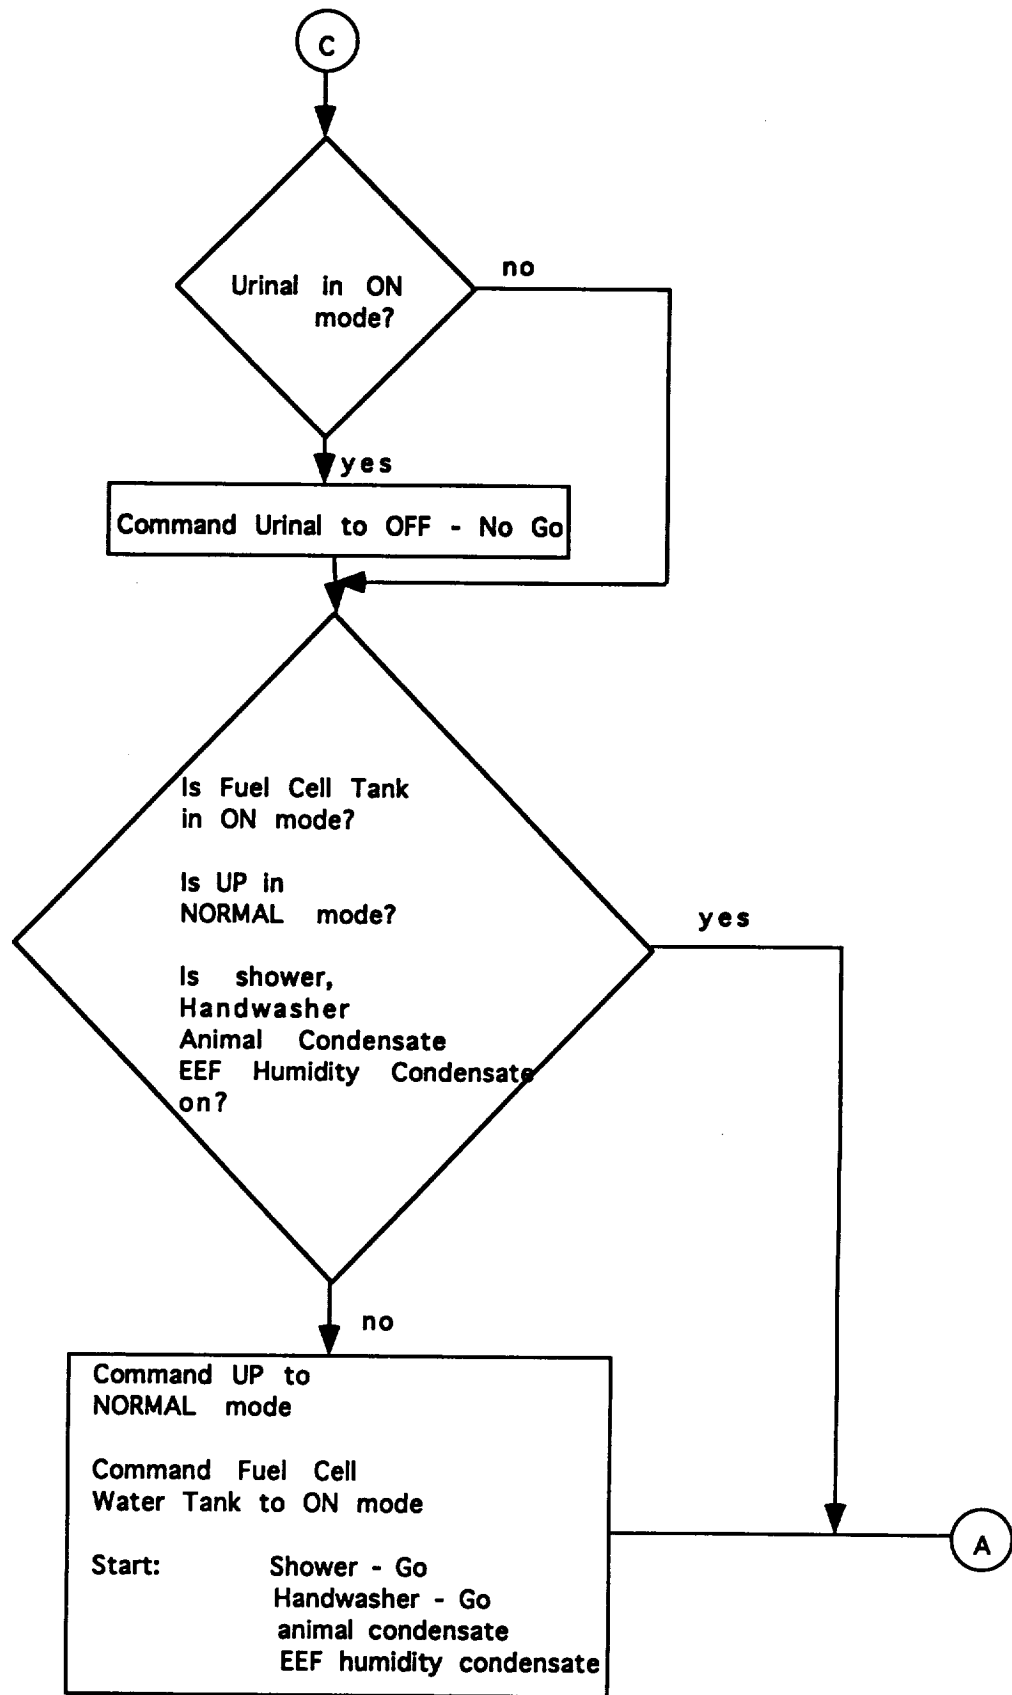 C
Urinal in ON
mode?
no
yes
Command Urinal to OFF - No Go
Is Fuel Cell Tank
in ON mode?
Is UP in
NORMAL mode?
yes
Is shower,
Handwasher
Animal Condensate
EEF Humidity Condensate
on?
no
Command UP to
NORMAL mode
Command Fuel Cell
Water Tank to ON mode
Start: Shower - Go
Handwasher - Go
animal condensate
EEF humidity condensate
A